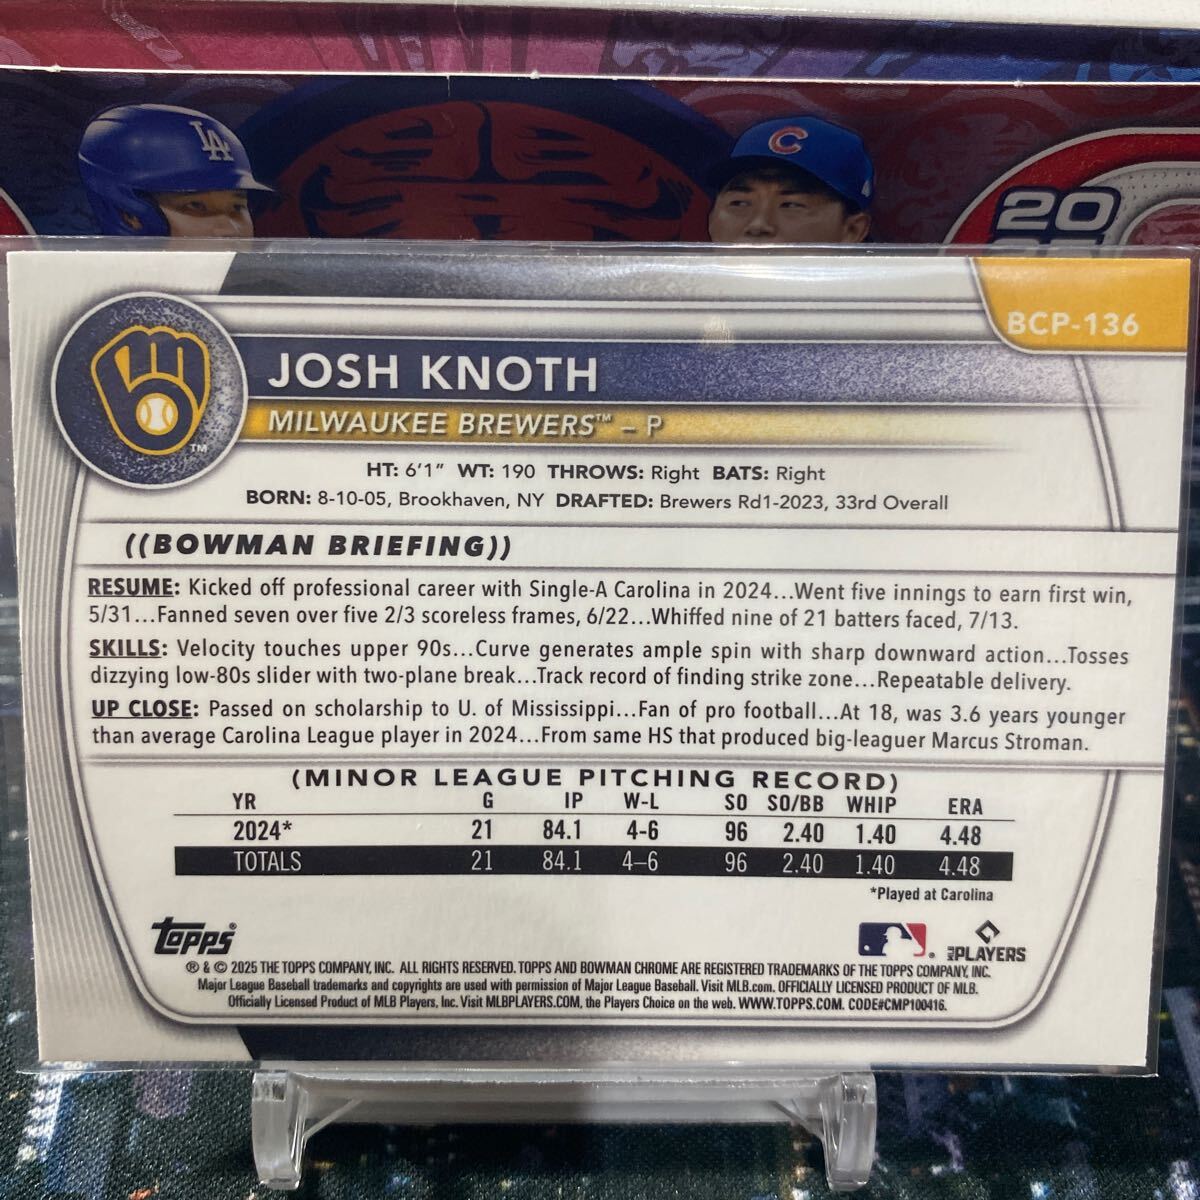 LA
C
20
BCP-136
JOSH KNOTH
MILWAUKEE BREWERS™ – P
TM
HT: 6'1" WT: 190 THROWS: Right BATS: Right
BORN: 8-10-05, Brookhaven, NY DRAFTED: Brewers Rd1-2023, 33rd Overall
((BOWMAN BRIEFING))
RESUME: Kicked off professional career with Single-A Carolina in 2024...Went five innings to earn first win,
5/31...Fanned seven over five 2/3 scoreless frames, 6/22...Whiffed nine of 21 batters faced, 7/13.
SKILLS: Velocity touches upper 90s...Curve generates ample spin with sharp downward action...Tosses
dizzying low-80s slider with two-plane break...Track record of finding strike zone...Repeatable delivery.
UP CLOSE: Passed on scholarship to U. of Mississippi...Fan of pro football...At 18, was 3.6 years younger
than average Carolina League player in 2024...From same HS that produced big-leaguer Marcus Stroman.
(MINOR LEAGUE PITCHING RECORD)
YR G IP W-L SO SO/BB WHIP ERA
2024* 21 84.1 4-6 96 2.40 1.40 4.48
TOTALS 21 84.1 4–6 96 2.40 1.40 4.48
*Played at Carolina
Topps®
PLAYERS
® & © 2025 THE TOPPS COMPANY, INC. ALL RIGHTS RESERVED. TOPPS AND BOWMAN CHROME ARE REGISTERED TRADEMARKS OF THE TOPPS COMPANY, INC.
Major League Baseball trademarks and copyrights are used with permission of Major League Baseball. Visit MLB.com. OFFICIALLY LICENSED PRODUCT OF MLB.
Officially Licensed Product of MLB Players, Inc. Visit MLBPLAYERS.COM, the Players Choice on the web. WWW.TOPPS.COM. CODE#CMP100416.